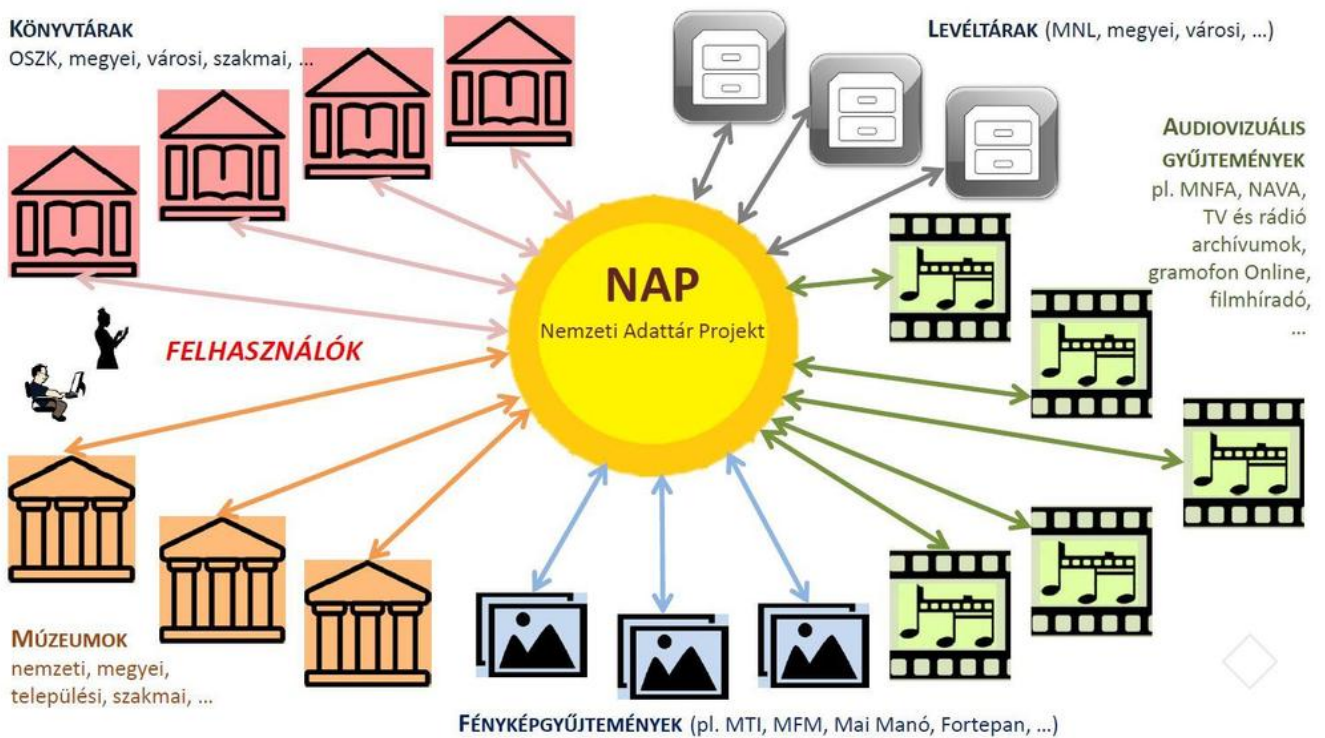 KÖNYVTÁRAK
OSZK, megyei, városi, szakmai, ...
LEVÉLTÁRAK (MNL, megyei, városi, ...)
AUDIOVIZUÁLIS
GYŰJTEMÉNYEK
pl. MNFA, NAVA,
TV és rádió
archívumok,
gramofon Online,
filmhíradó,
...
NAP
Nemzeti Adattár Projekt
FELHASZNÁLÓK
MÚZEUMOK
nemzeti, megyei,
települési, szakmai, ...
FÉNYKÉPGYŰJTEMÉNYEK (pl. MTI, MFM, Mai Manó, Fortepan, ...)